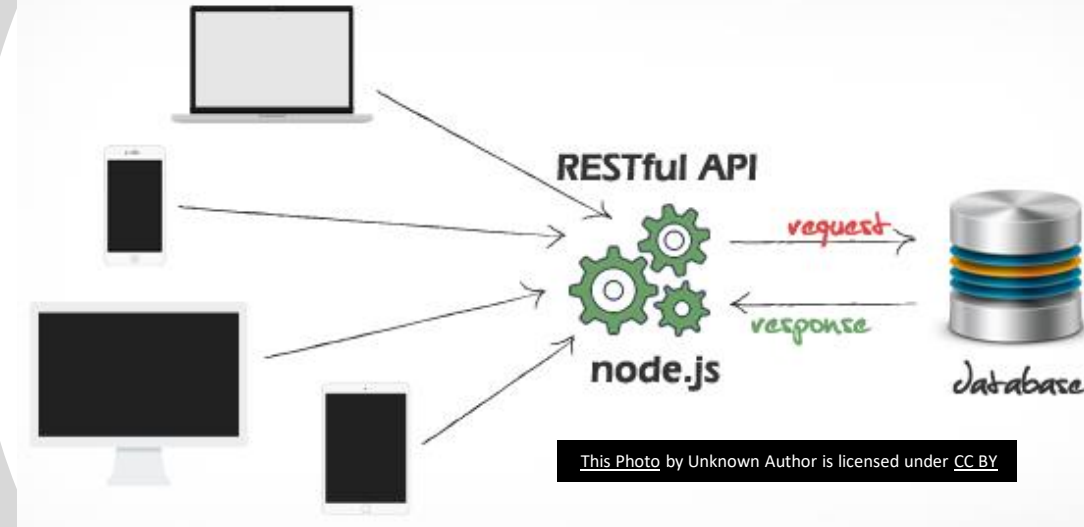 RESTful API
request
response
node.js
database
This Photo by Unknown Author is licensed under CC BY